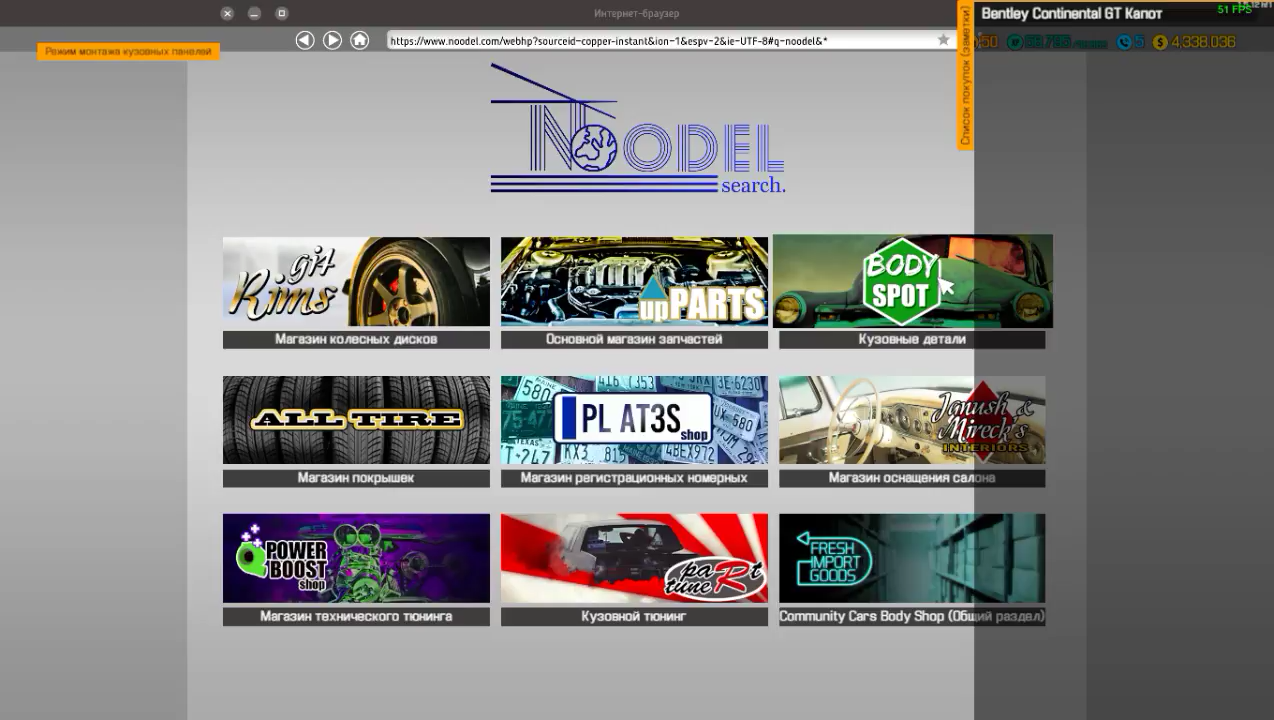 Интернет-браузер
Bentley Continental GT Капот
51 FPS
Режим монтажа кузовных панелей
https://www.noodel.com/webhp?sourceid-copper-instant&ion-1&espv-2&ie-UTF-8#q-noodel&*
Список покупок (заметки)
5
4,338,036
NOODEL
search.
gi4
Rims
upPARTS
BODY
SPOT
Магазин колесных дисков
Основной магазин запчастей
Кузовные детали
ALL TIRE
PL AT3S
shop
Janush &
Mireck's
INTERIORS
Магазин покрышек
Магазин регистрационных номерных
Магазин оснащения салона
POWER
BOOST
shop
paRt
tune
FRESH
IMPORT
GOODS
Магазин технического тюнинга
Кузовной тюнинг
Community Cars Body Shop (Общий раздел)